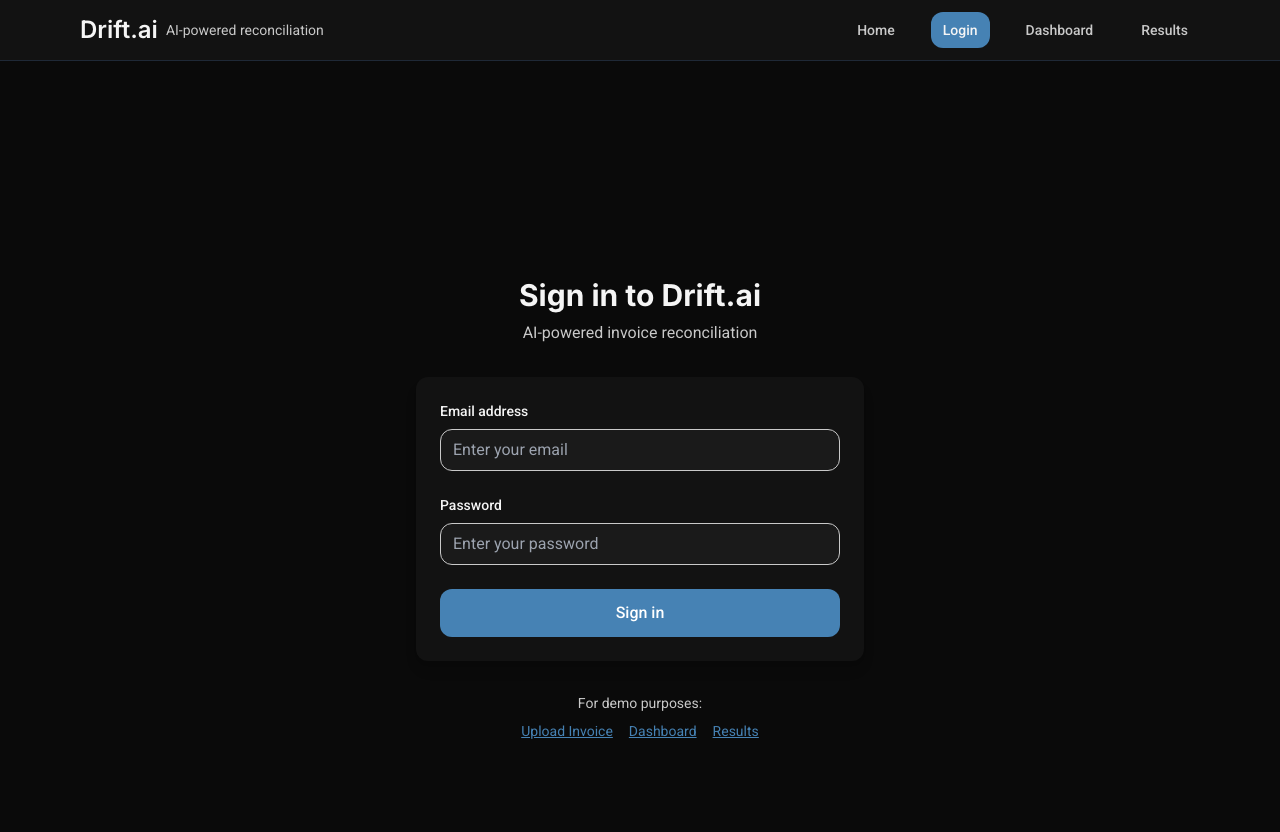 Drift.ai AI-powered reconciliation Home Login Dashboard Results
Sign in to Drift.ai
AI-powered invoice reconciliation
Email address
Enter your email
Password
Enter your password
Sign in
For demo purposes:
Upload Invoice Dashboard Results